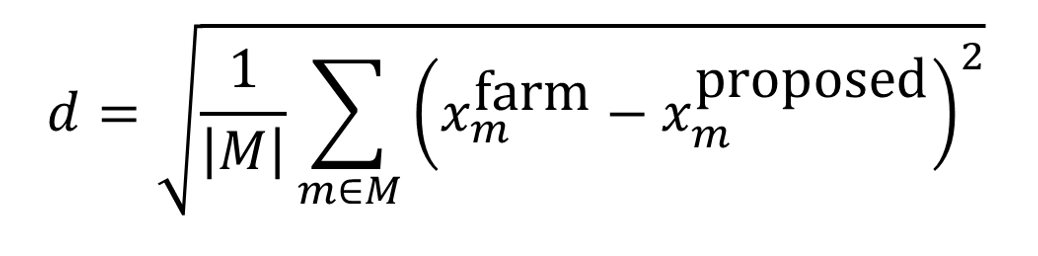 d = √(1/|M| ∑_{m∈M} (x_m^farm − x_m^proposed)^2)